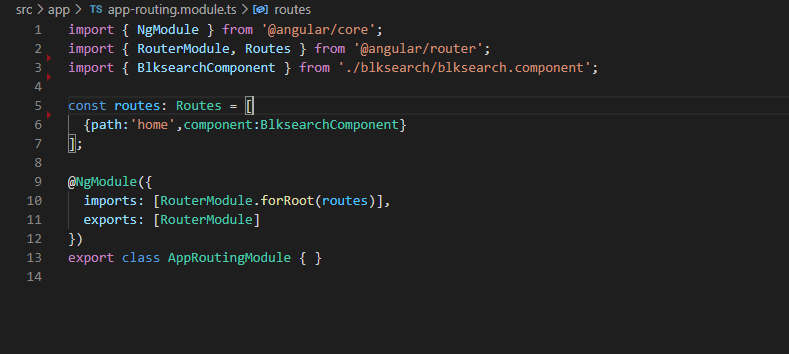 src > app > TS app-routing.module.ts > routes
1 import { NgModule } from '@angular/core';
2 import { RouterModule, Routes } from '@angular/router';
3 import { BlksearchComponent } from './blksearch/blksearch.component';
4
5 const routes: Routes = [
6   {path:'home',component:BlksearchComponent}
7 ];
8
9 @NgModule({
10   imports: [RouterModule.forRoot(routes)],
11   exports: [RouterModule]
12 })
13 export class AppRoutingModule { }
14